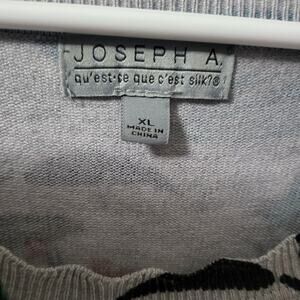 JOSEPH A.
qu'est-ce que c'est silk?®
XL
MADE IN
CHINA